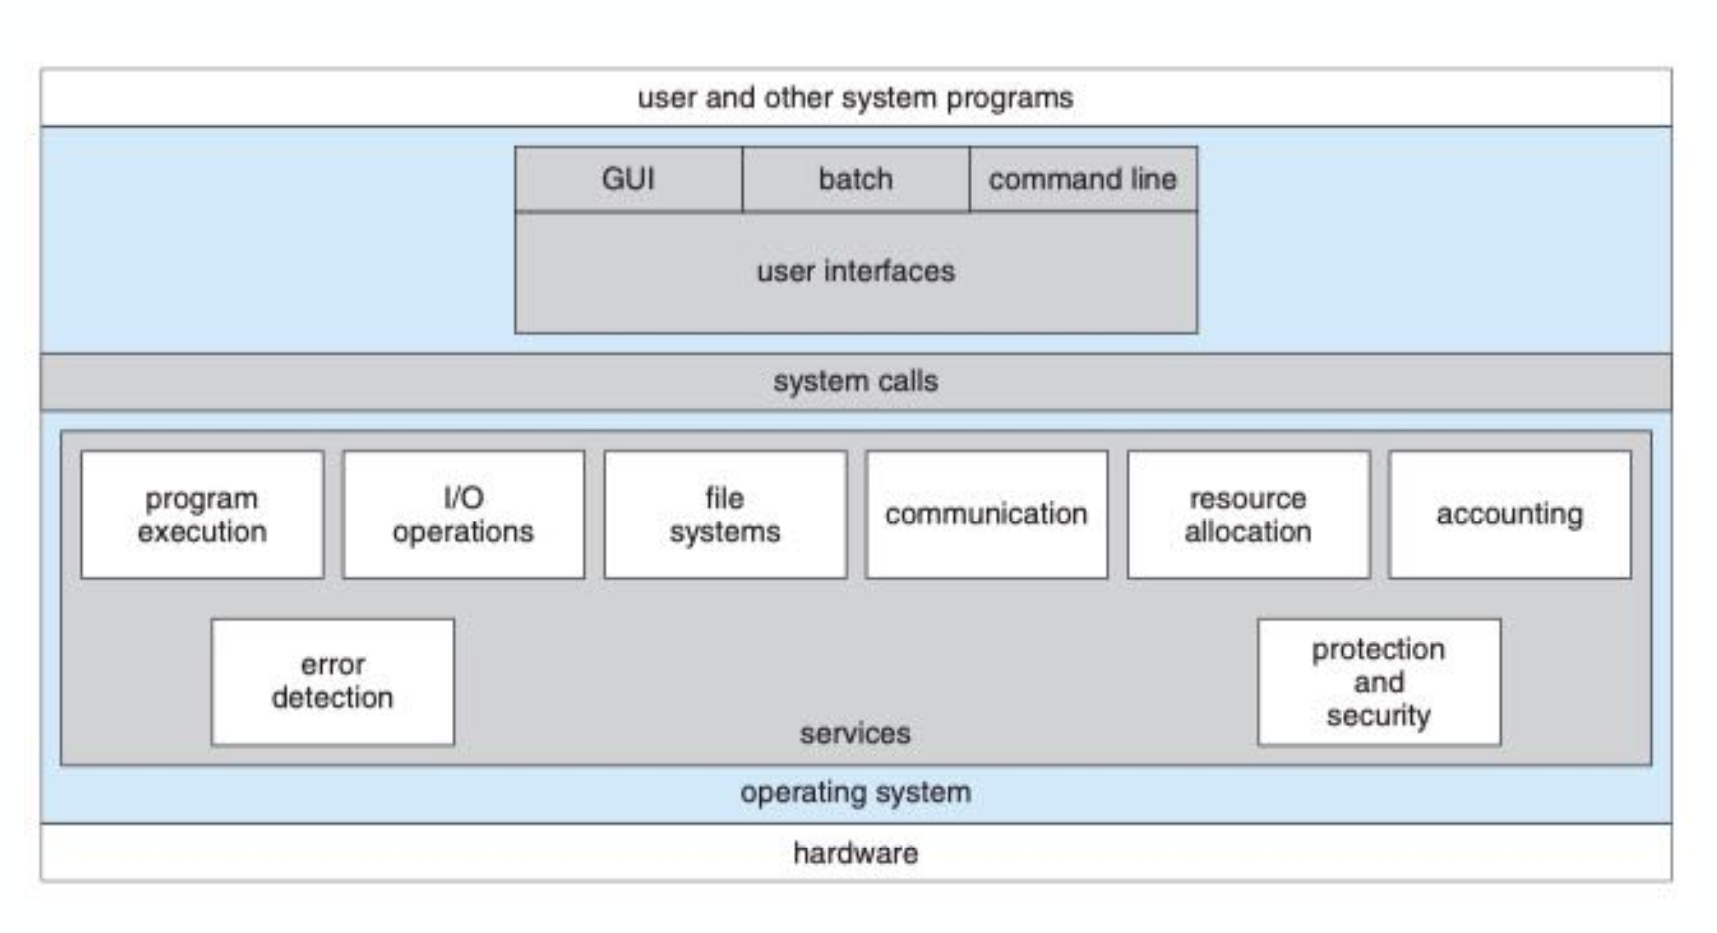 user and other system programs
GUI
batch
command line
user interfaces
system calls
program
execution
I/O
operations
file
systems
communication
resource
allocation
accounting
error
detection
protection
and
security
services
operating system
hardware